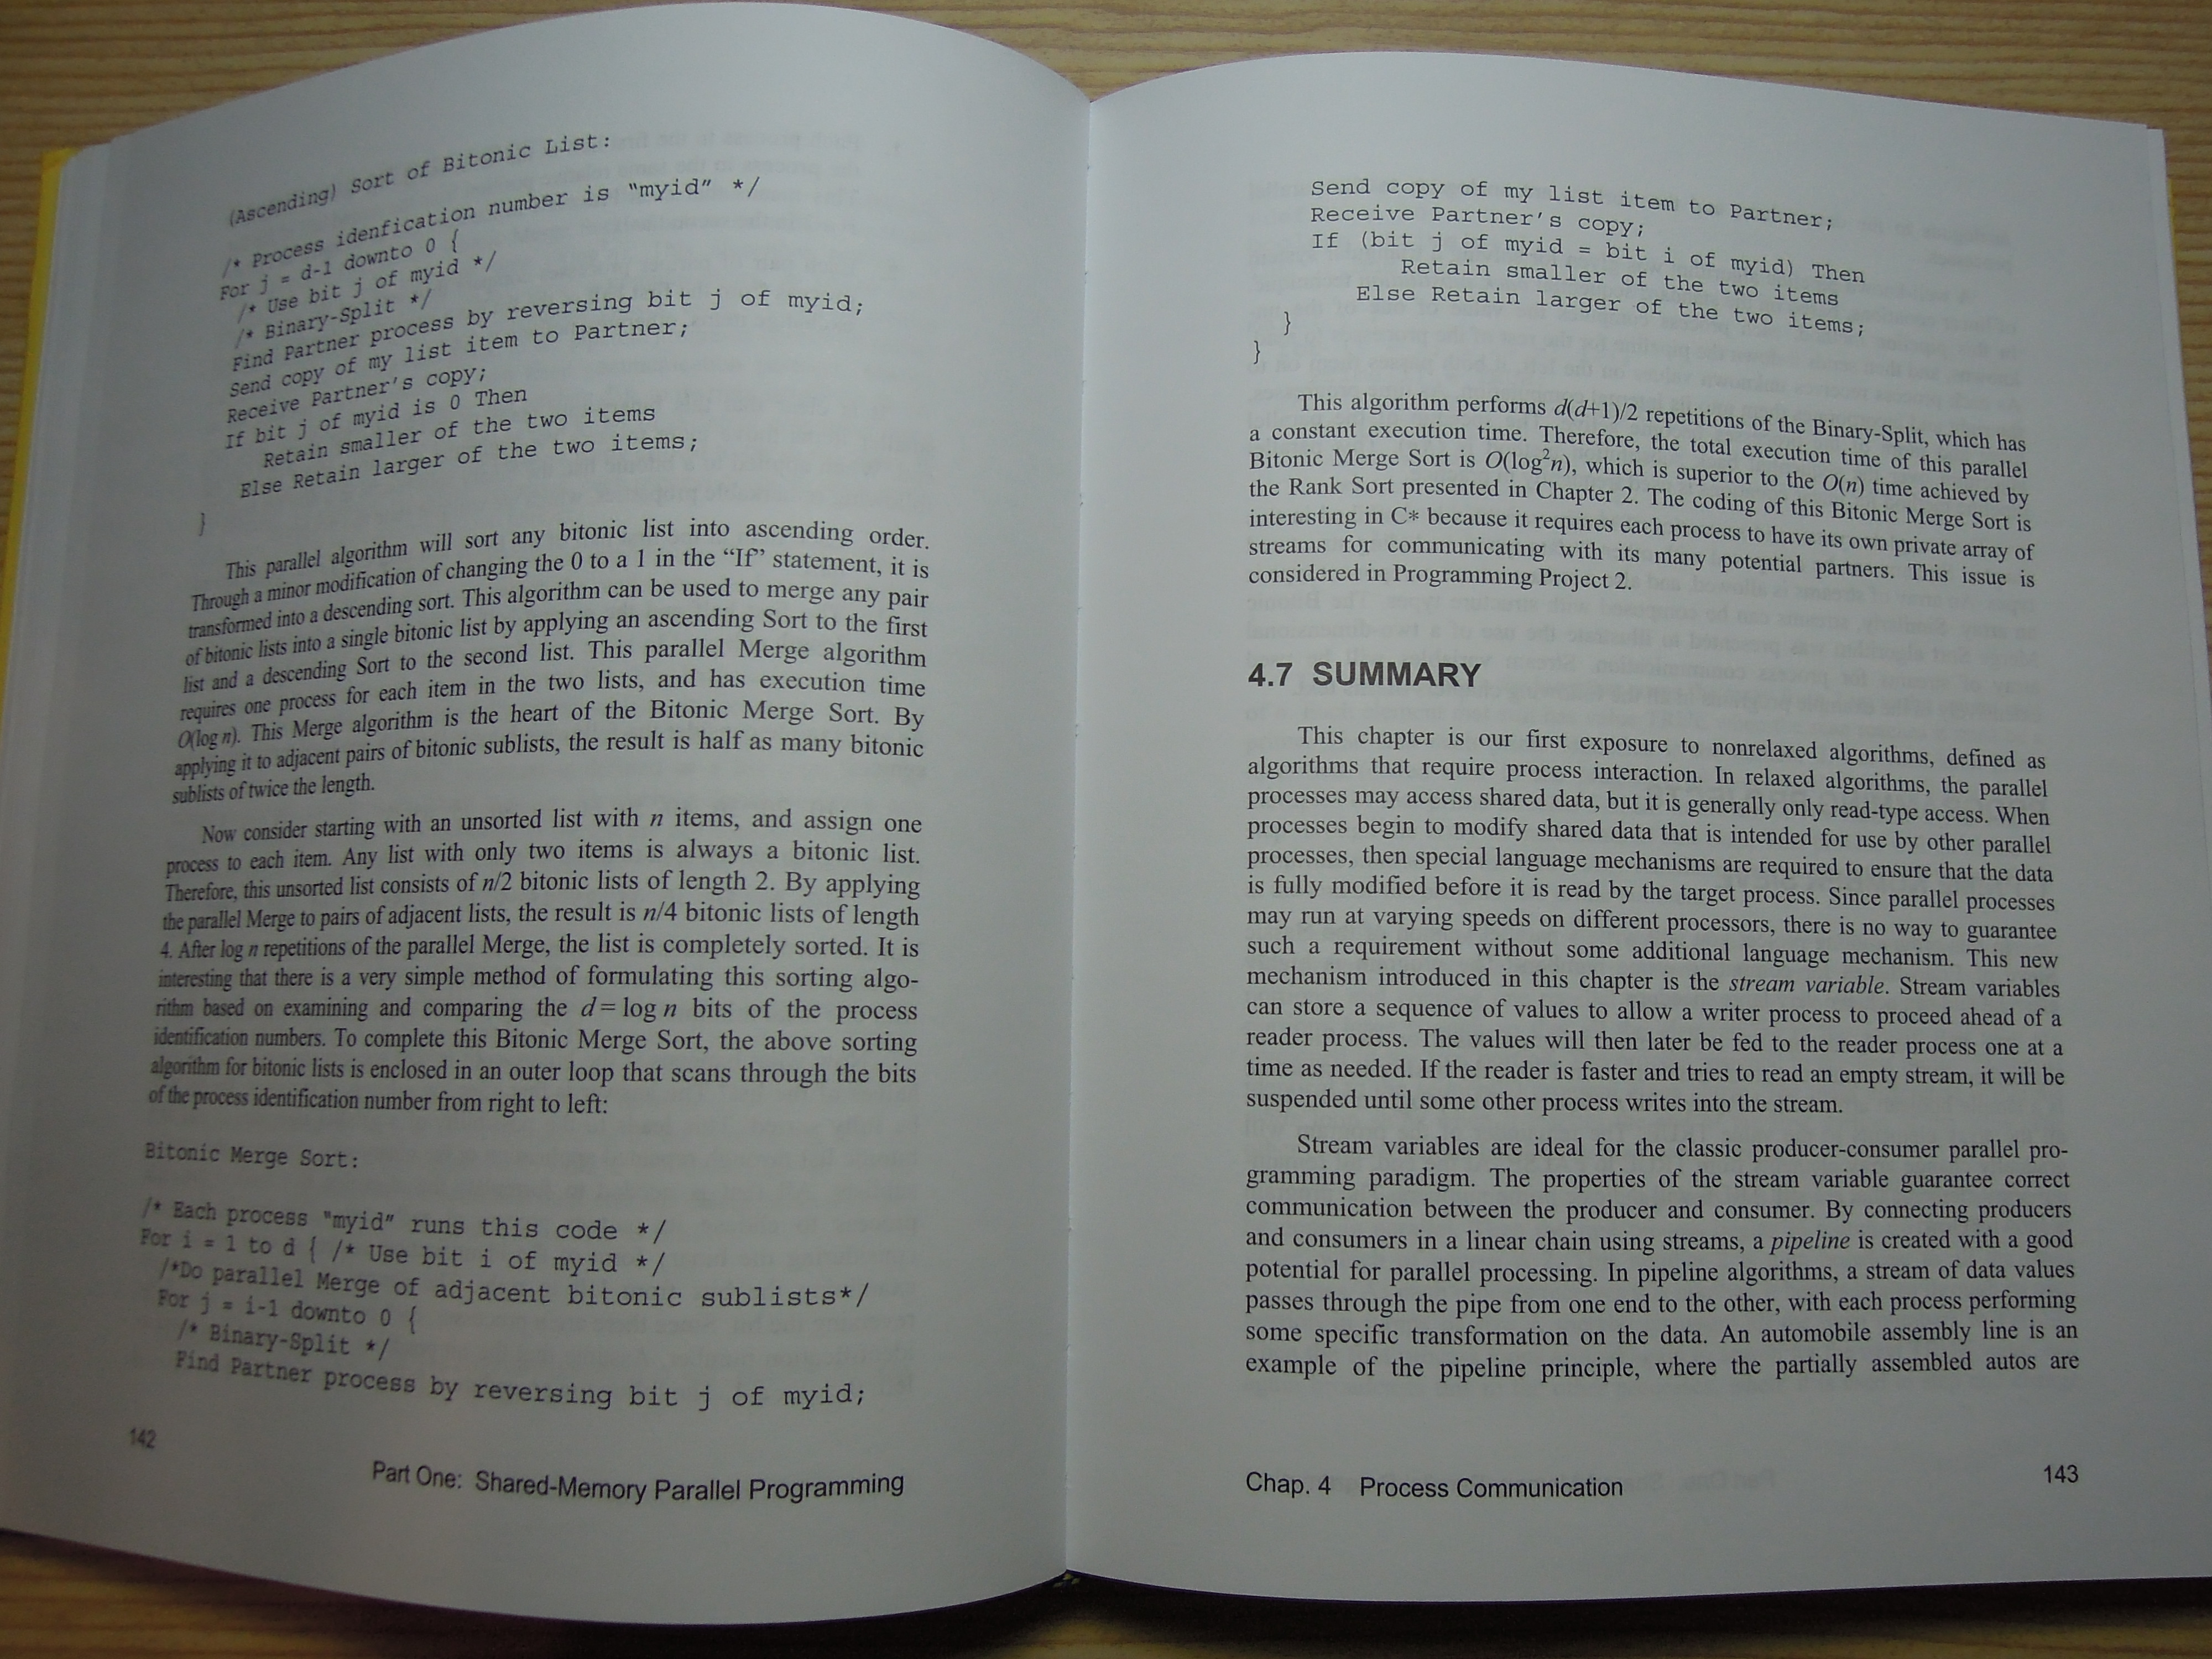 (Ascending) Sort of Bitonic List:
/* Process idenfication number is "myid" */
For j = d-1 downto 0 {
/* Use bit j of myid */
/* Binary-Split */
Find Partner process by reversing bit j of myid;
Send copy of my list item to Partner;
Receive Partner's copy;
If bit j of myid is 0 Then
Retain smaller of the two items
Else Retain larger of the two items;
}
This parallel algorithm will sort any bitonic list into ascending order.
Through a minor modification of changing the 0 to a 1 in the “If” statement, it is
transformed into a descending sort. This algorithm can be used to merge any pair
of bitonic lists into a single bitonic list by applying an ascending Sort to the first
list and a descending Sort to the second list. This parallel Merge algorithm
requires one process for each item in the two lists, and has execution time
O(log n). This Merge algorithm is the heart of the Bitonic Merge Sort. By
applying it to adjacent pairs of bitonic sublists, the result is half as many bitonic
sublists of twice the length.
Now consider starting with an unsorted list with n items, and assign one
process to each item. Any list with only two items is always a bitonic list.
Therefore, this unsorted list consists of n/2 bitonic lists of length 2. By applying
the parallel Merge to pairs of adjacent lists, the result is n/4 bitonic lists of length
4. After log n repetitions of the parallel Merge, the list is completely sorted. It is
interesting that there is a very simple method of formulating this sorting algo-
rithm based on examining and comparing the d = log n bits of the process
identification numbers. To complete this Bitonic Merge Sort, the above sorting
algorithm for bitonic lists is enclosed in an outer loop that scans through the bits
of the process identification number from right to left:
Bitonic Merge Sort:
/* Each process "myid" runs this code */
For i = 1 to d { /* Use bit i of myid */
/*Do parallel Merge of adjacent bitonic sublists*/
For j = i-1 downto 0 {
/* Binary-Split */
Find Partner process by reversing bit j of myid;
142
Part One: Shared-Memory Parallel Programming
Send copy of my list item to Partner;
Receive Partner's copy;
If (bit j of myid = bit i of myid) Then
Retain smaller of the two items
Else Retain larger of the two items;
}
}
This algorithm performs d(d+1)/2 repetitions of the Binary-Split, which has
a constant execution time. Therefore, the total execution time of this parallel
Bitonic Merge Sort is O(log²n), which is superior to the O(n) time achieved by
the Rank Sort presented in Chapter 2. The coding of this Bitonic Merge Sort is
interesting in C* because it requires each process to have its own private array of
streams for communicating with its many potential partners. This issue is
considered in Programming Project 2.
4.7 SUMMARY
This chapter is our first exposure to nonrelaxed algorithms, defined as
algorithms that require process interaction. In relaxed algorithms, the parallel
processes may access shared data, but it is generally only read-type access. When
processes begin to modify shared data that is intended for use by other parallel
processes, then special language mechanisms are required to ensure that the data
is fully modified before it is read by the target process. Since parallel processes
may run at varying speeds on different processors, there is no way to guarantee
such a requirement without some additional language mechanism. This new
mechanism introduced in this chapter is the stream variable. Stream variables
can store a sequence of values to allow a writer process to proceed ahead of a
reader process. The values will then later be fed to the reader process one at a
time as needed. If the reader is faster and tries to read an empty stream, it will be
suspended until some other process writes into the stream.
Stream variables are ideal for the classic producer-consumer parallel pro-
gramming paradigm. The properties of the stream variable guarantee correct
communication between the producer and consumer. By connecting producers
and consumers in a linear chain using streams, a pipeline is created with a good
potential for parallel processing. In pipeline algorithms, a stream of data values
passes through the pipe from one end to the other, with each process performing
some specific transformation on the data. An automobile assembly line is an
example of the pipeline principle, where the partially assembled autos are
Chap. 4 Process Communication
143